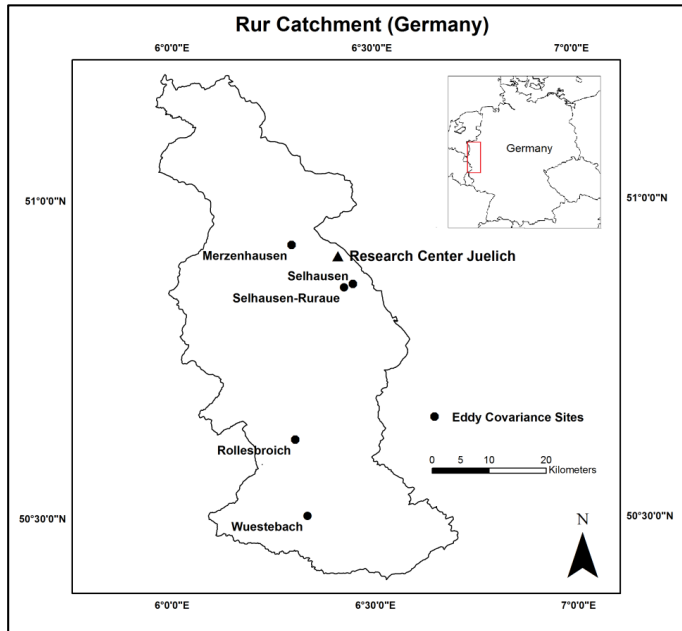 Rur Catchment (Germany)
6°0'0"E 6°30'0"E 7°0'0"E
Germany
51°0'0"N 51°0'0"N
Merzenhausen
Research Center Juelich
Selhausen
Selhausen-Ruraue
Eddy Covariance Sites
Rollesbroich
0 5 10 20
Kilometers
Wuestebach
50°30'0"N 50°30'0"N
N
6°0'0"E 6°30'0"E 7°0'0"E